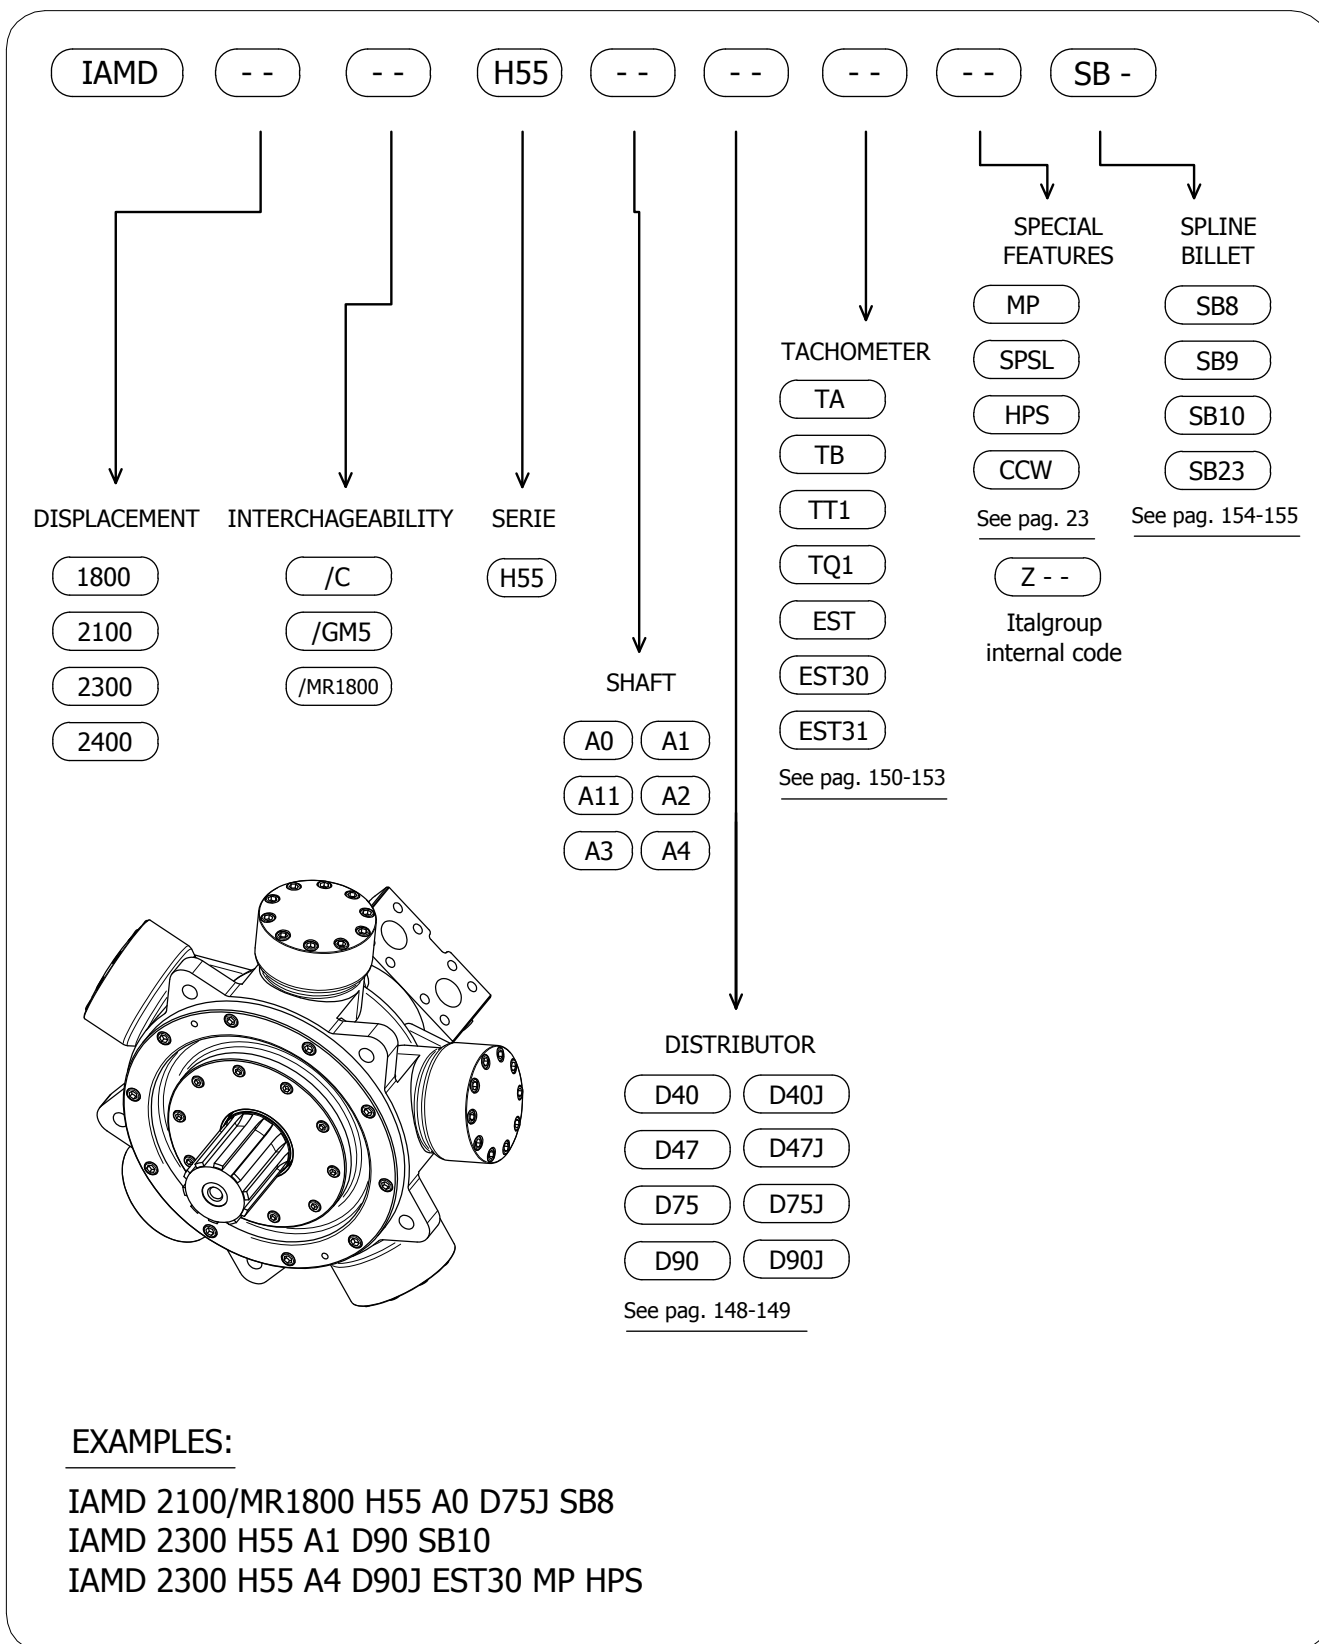 IAMD -- -- H55 -- -- -- -- SB -
DISPLACEMENT
1800
2100
2300
2400
INTERCHAGEABILITY
/C
/GM5
/MR1800
SERIE
H55
SHAFT
A0 A1
A11 A2
A3 A4
DISTRIBUTOR
D40 D40J
D47 D47J
D75 D75J
D90 D90J
See pag. 148-149
TACHOMETER
TA
TB
TT1
TQ1
EST
EST30
EST31
See pag. 150-153
SPECIAL
FEATURES
MP
SPSL
HPS
CCW
See pag. 23
Z - -
Italgroup
internal code
SPLINE
BILLET
SB8
SB9
SB10
SB23
See pag. 154-155
EXAMPLES:
IAMD 2100/MR1800 H55 A0 D75J SB8
IAMD 2300 H55 A1 D90 SB10
IAMD 2300 H55 A4 D90J EST30 MP HPS